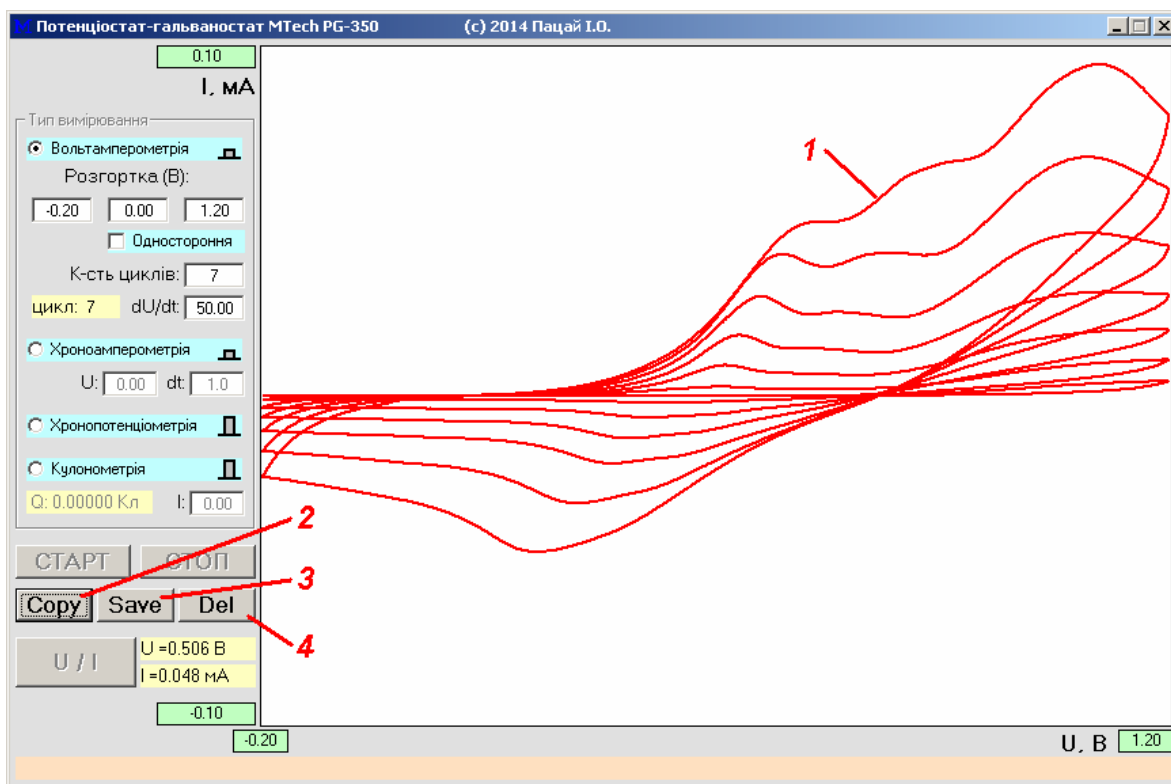 Потенціостат-гальваностат MTech PG-350 (c) 2014 Пацай І.О.
0.10
I, мА
Тип вимірювання
Вольтамперометрія
Розгортка (В):
-0.20 0.00 1.20
Одностороння
К-сть циклів: 7
цикл: 7 dU/dt: 50.00
Хроноамперометрія
U: 0.00 dt: 1.0
Хронопотенціометрія
Кулонометрія
Q: 0.00000 Кл I: 0.00
СТАРТ СТОП
Copy Save Del
U / I
U =0.506 В
I =0.048 мА
-0.10
-0.20
U, В 1.20
1
2
3
4